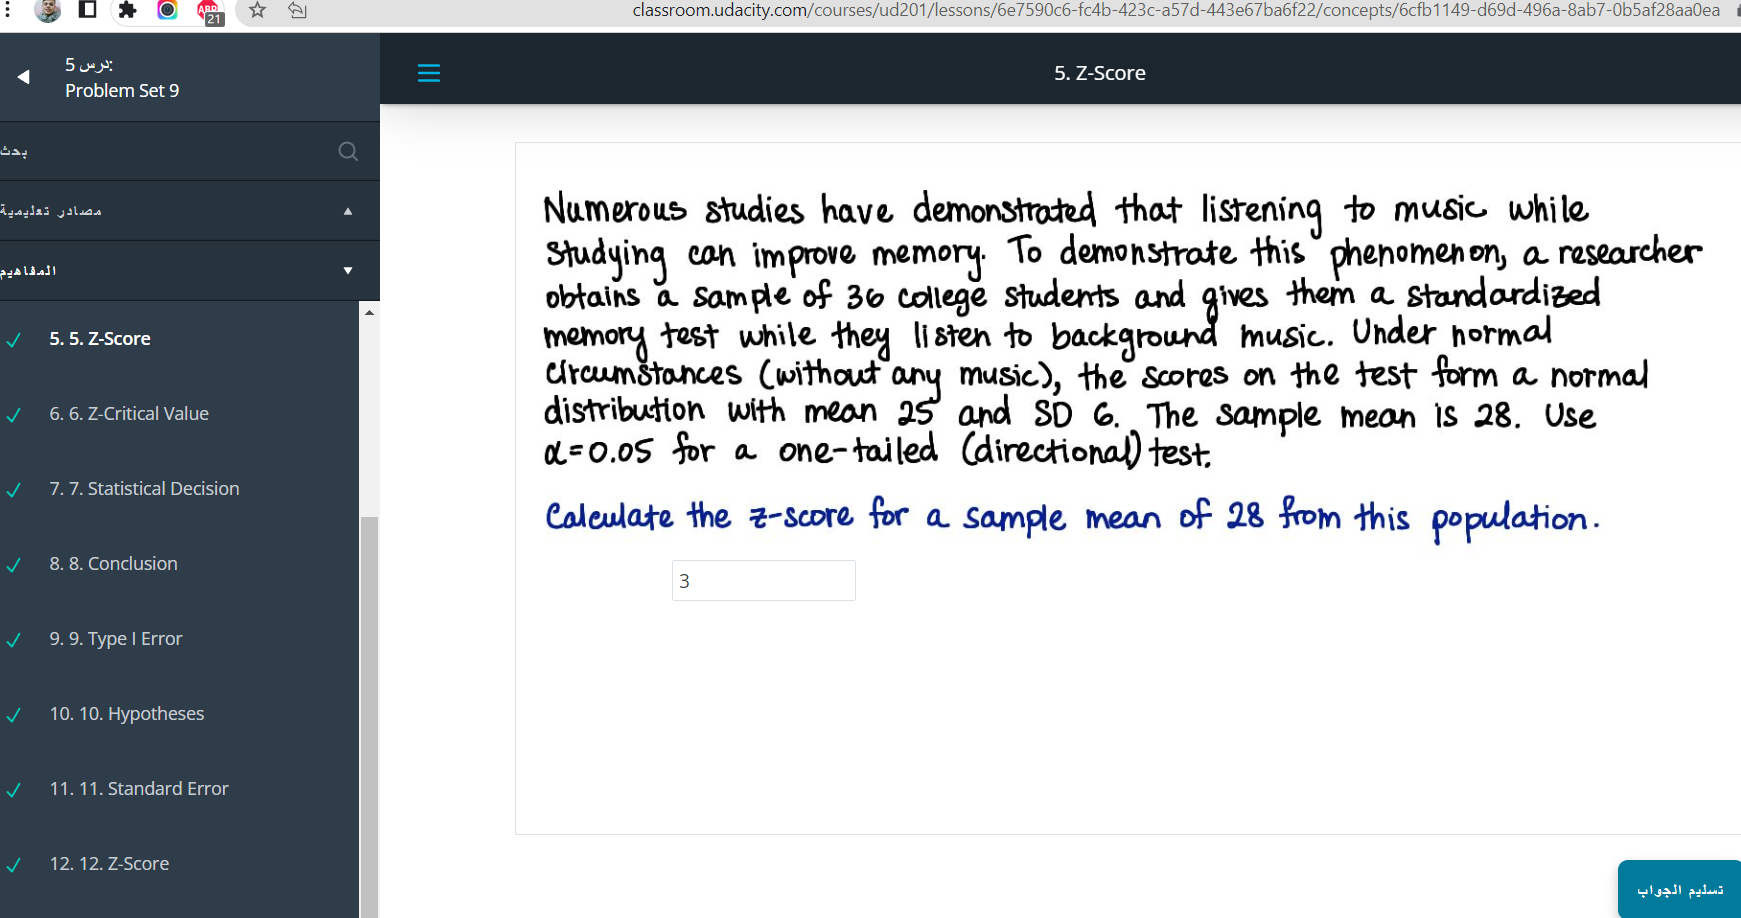 21
classroom.udacity.com/courses/ud201/lessons/6e7590c6-fc4b-423c-a57d-443e67ba6f22/concepts/6cfb1149-d69d-496a-8ab7-0b5af28aa0ea
درس 5:
Problem Set 9
بحث
مصادر تعليمية
المفاهيم
5. 5. Z-Score
6. 6. Z-Critical Value
7. 7. Statistical Decision
8. 8. Conclusion
9. 9. Type I Error
10. 10. Hypotheses
11. 11. Standard Error
12. 12. Z-Score
5. Z-Score
Numerous studies have demonstrated that listening to music while
studying can improve memory. To demonstrate this phenomenon, a researcher
obtains a sample of 36 college students and gives them a standardized
memory test while they listen to background music. Under normal
circumstances (without any music), the scores on the test form a normal
distribution with mean 25 and SD 6. The sample mean is 28. Use
α=0.05 for a one-tailed (directional) test.
Calculate the z-score for a sample mean of 28 from this population.
3
تسليم الجواب